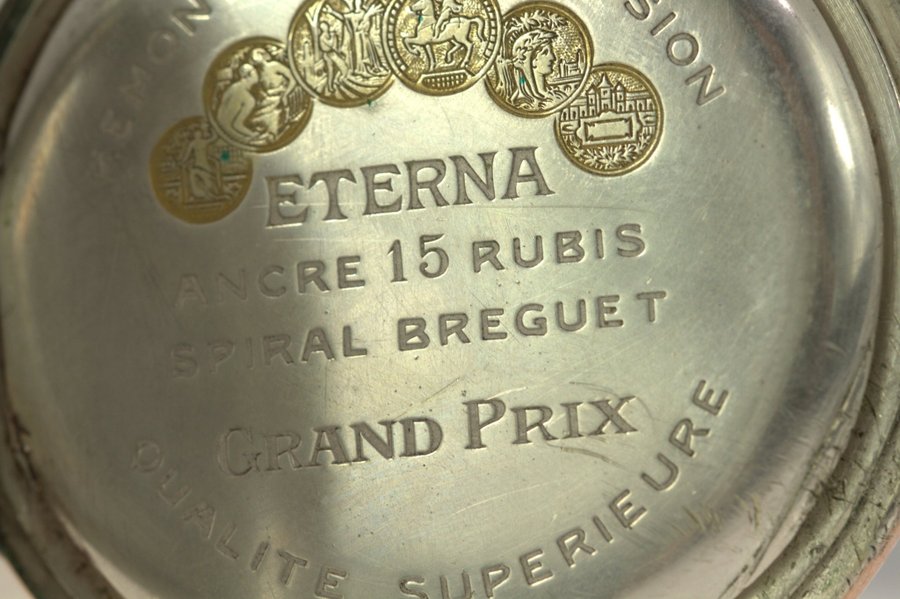 ETERNA
ANCRE 15 RUBIS
SPIRAL BREGUET
GRAND PRIX
QUALITE SUPERIEURE